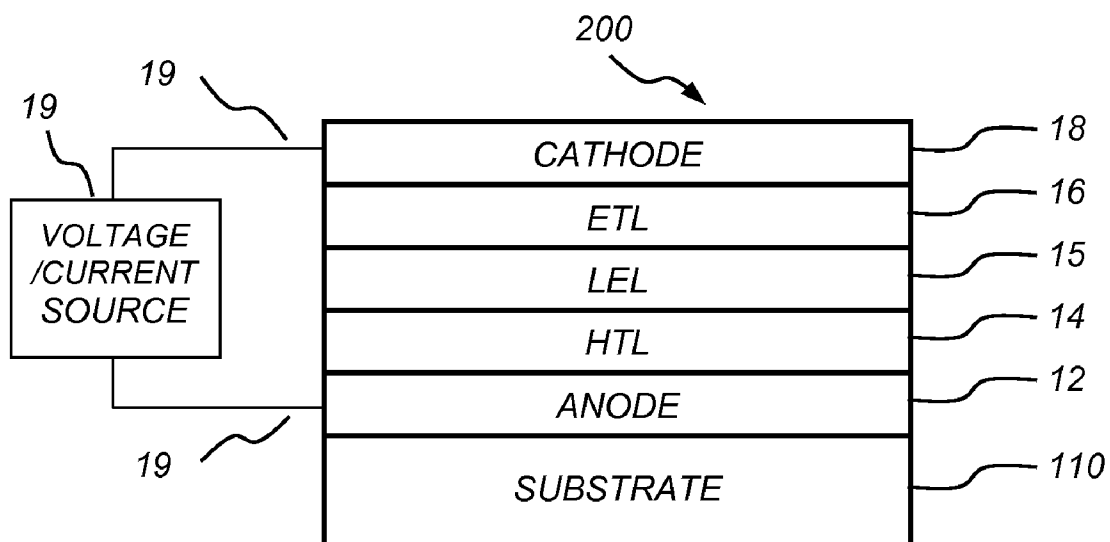 200
19
19
CATHODE
18
ETL
16
VOLTAGE
/CURRENT
SOURCE
LEL
15
HTL
14
ANODE
12
19
SUBSTRATE
110